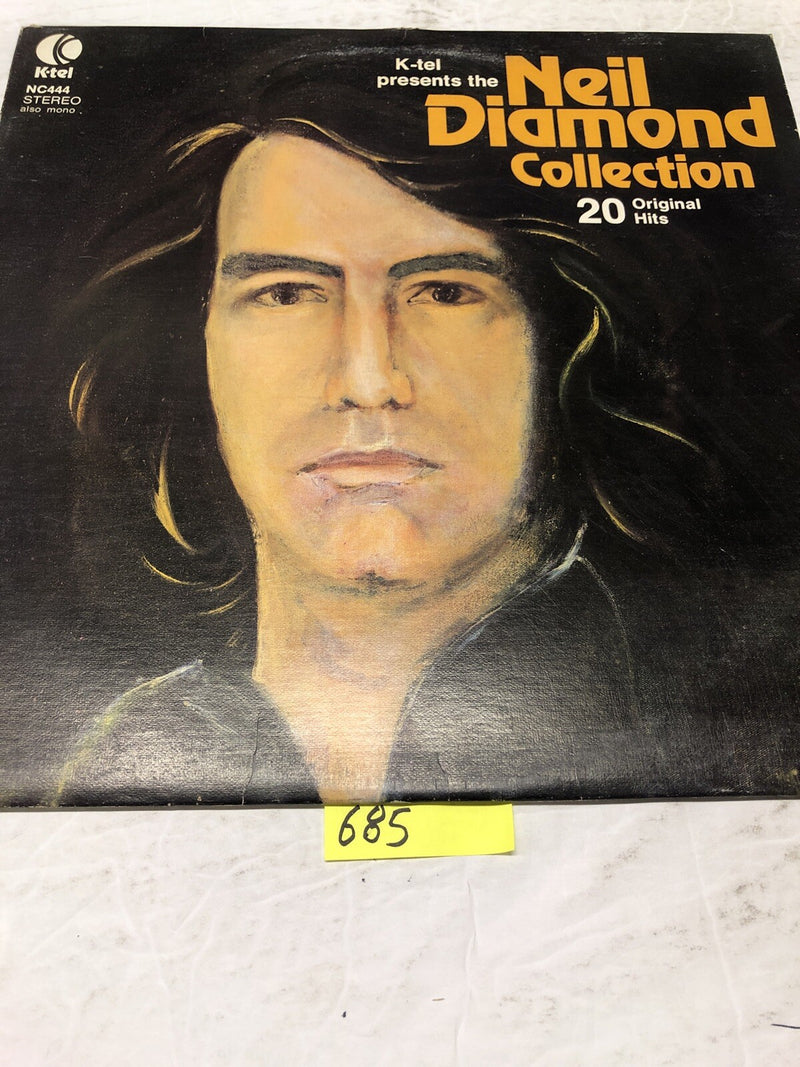 K-tel
NC444
STEREO
also mono.
K-tel
presents the
Neil
Diamond
Collection
20 Original
Hits
685